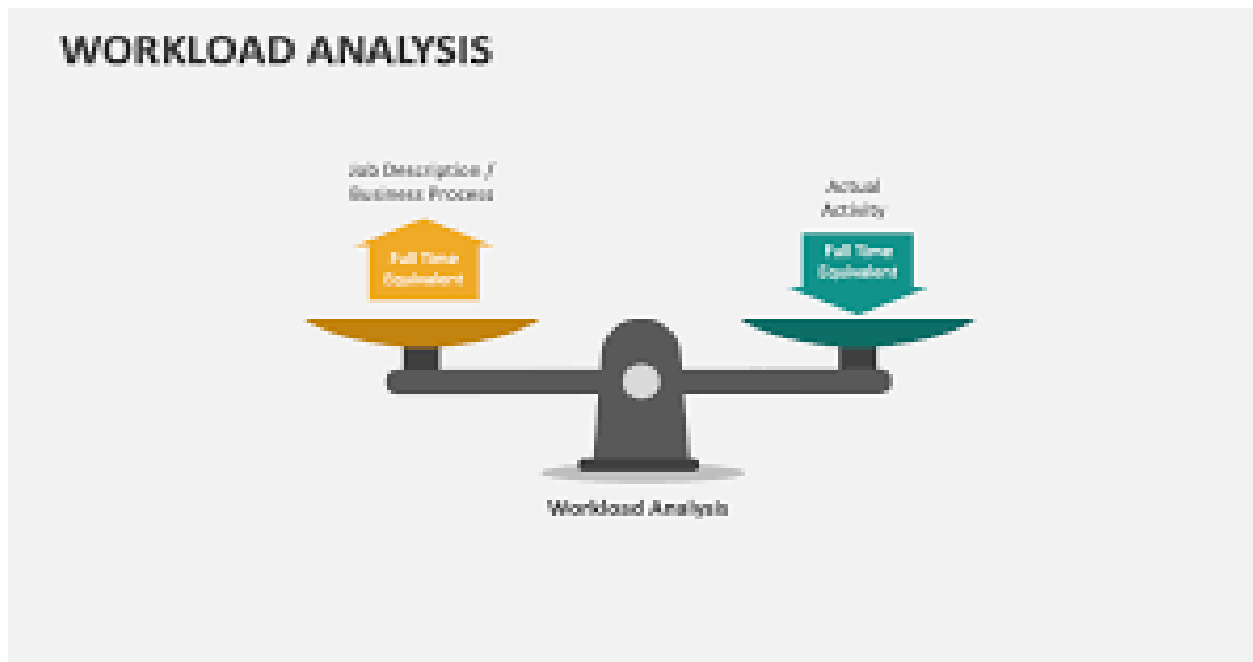 WORKLOAD ANALYSIS
Job Description /
Business Process
Full Time
Equivalent
Actual
Activity
Full Time
Equivalent
Workload Analysis